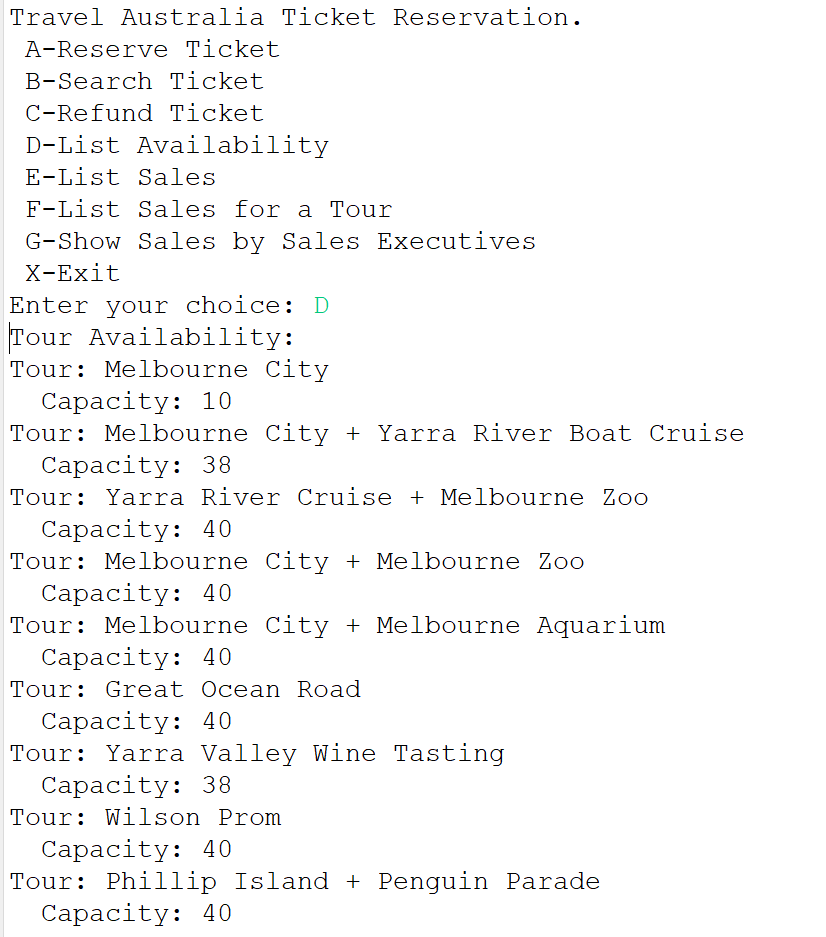 Travel Australia Ticket Reservation.
A-Reserve Ticket
B-Search Ticket
C-Refund Ticket
D-List Availability
E-List Sales
F-List Sales for a Tour
G-Show Sales by Sales Executives
X-Exit
Enter your choice: D
Tour Availability:
Tour: Melbourne City
Capacity: 10
Tour: Melbourne City + Yarra River Boat Cruise
Capacity: 38
Tour: Yarra River Cruise + Melbourne Zoo
Capacity: 40
Tour: Melbourne City + Melbourne Zoo
Capacity: 40
Tour: Melbourne City + Melbourne Aquarium
Capacity: 40
Tour: Great Ocean Road
Capacity: 40
Tour: Yarra Valley Wine Tasting
Capacity: 38
Tour: Wilson Prom
Capacity: 40
Tour: Phillip Island + Penguin Parade
Capacity: 40